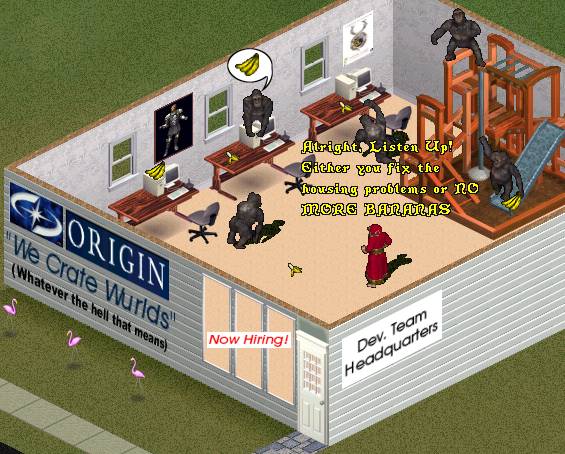 Alright, Listen Up!
Either you fix the
housing problems or NO
MORE BANANAS
ORIGIN
"We Crate Wurlds"
(Whatever the hell that means)
Now Hiring!
Dev. Team
Headquarters